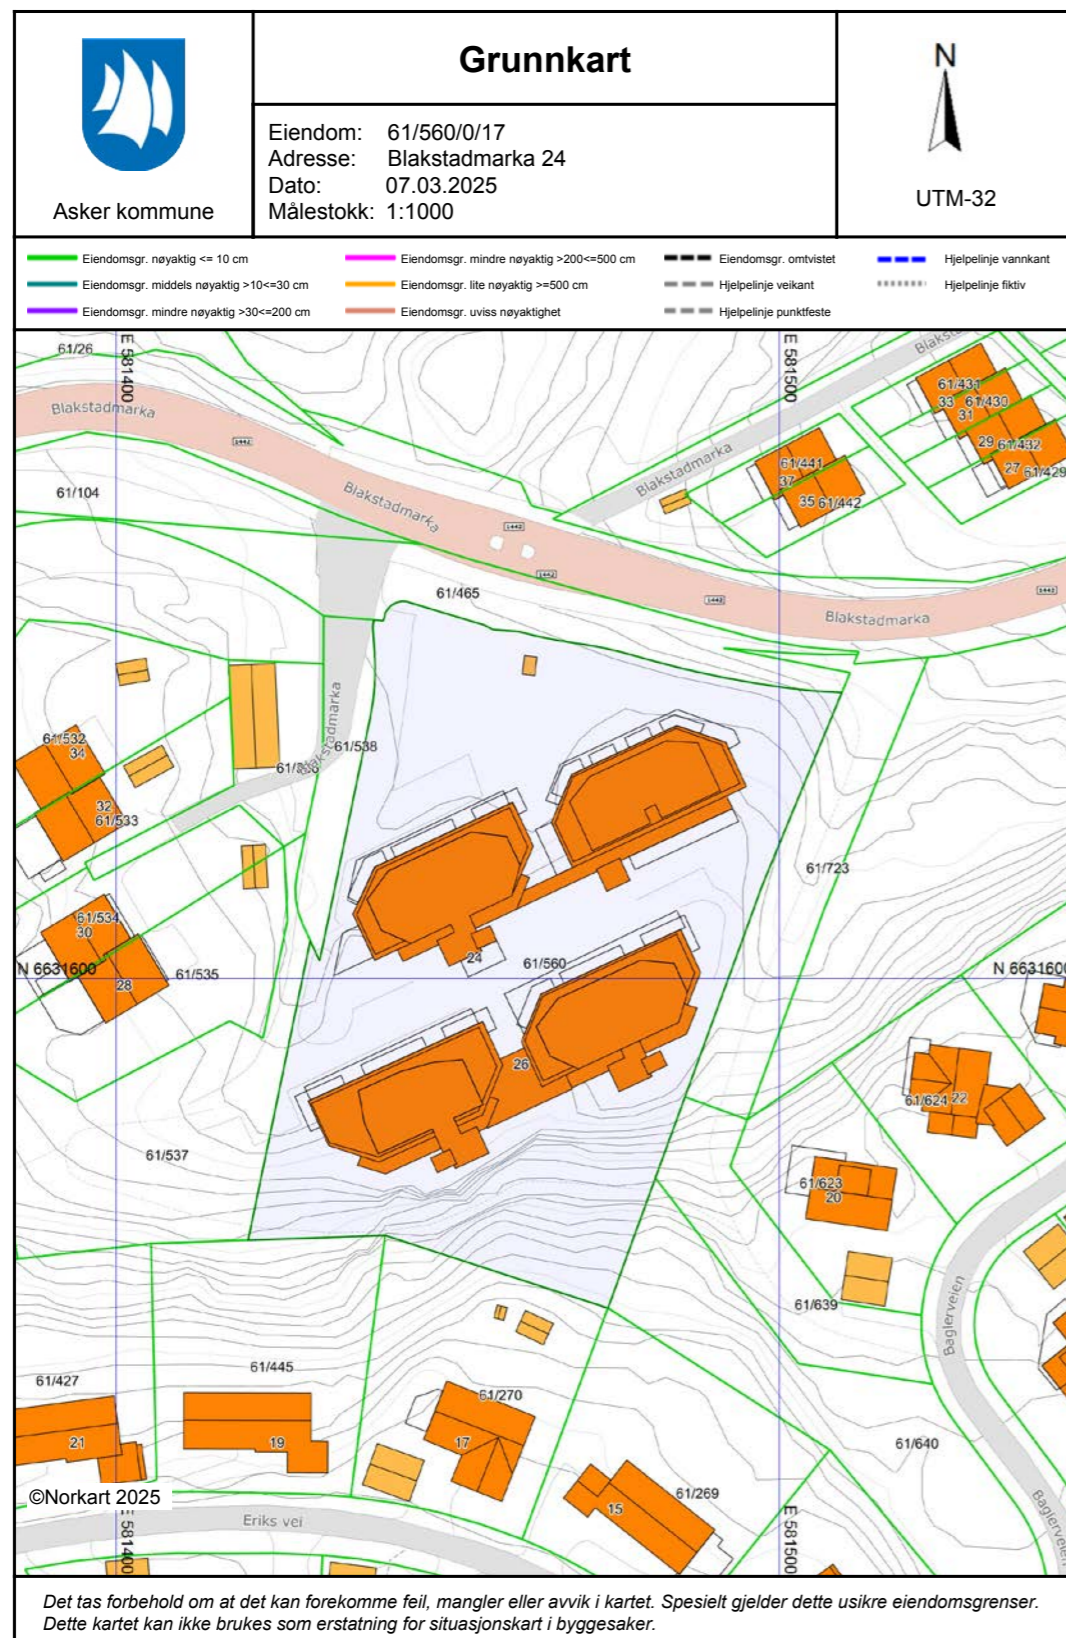 Grunnkart
Asker kommune
Eiendom: 61/560/0/17
Adresse: Blakstadmarka 24
Dato: 07.03.2025
Målestokk: 1:1000
N
UTM-32
Eiendomsgr. nøyaktig <= 10 cm
Eiendomsgr. middels nøyaktig >10<=30 cm
Eiendomsgr. mindre nøyaktig >30<=200 cm
Eiendomsgr. mindre nøyaktig >200<=500 cm
Eiendomsgr. lite nøyaktig >=500 cm
Eiendomsgr. uviss nøyaktighet
Eiendomsgr. omtvistet
Hjelpelinje veikant
Hjelpelinje punktfeste
Hjelpelinje vannkant
Hjelpelinje fiktiv
61/26
E 581400
E 581500
Blakstadmarka
61/431
33
61/430
31
29
61/432
27
61/429
1442
Blakstadmarka
61/441
37
35
61/442
61/104
Blakstadmarka
1442
1442
1442
1442
61/465
Blakstadmarka
61/532
34
61/538
Blakstadmarka
32
61/533
61/723
61/534
30
24
61/560
N 6631600
61/535
28
N 6631600
26
61/624
22
61/537
61/623
20
61/639
Baglerveien
61/445
61/427
61/270
21
19
17
61/640
61/269
15
©Norkart 2025
Eriks vei
E 581400
E 581500
Baglerveien
Det tas forbehold om at det kan forekomme feil, mangler eller avvik i kartet. Spesielt gjelder dette usikre eiendomsgrenser.
Dette kartet kan ikke brukes som erstatning for situasjonskart i byggesaker.